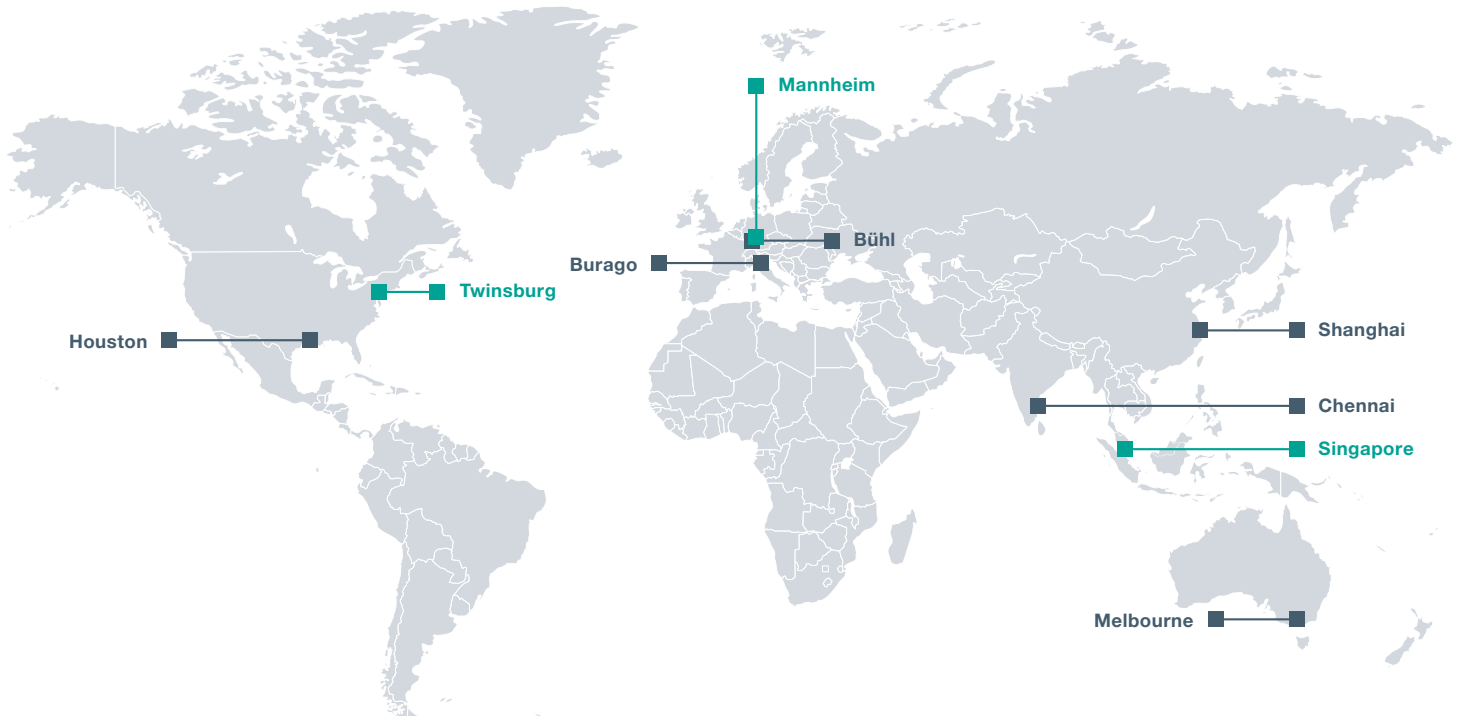 Mannheim
Bühl
Burago
Twinsburg
Houston
Shanghai
Chennai
Singapore
Melbourne